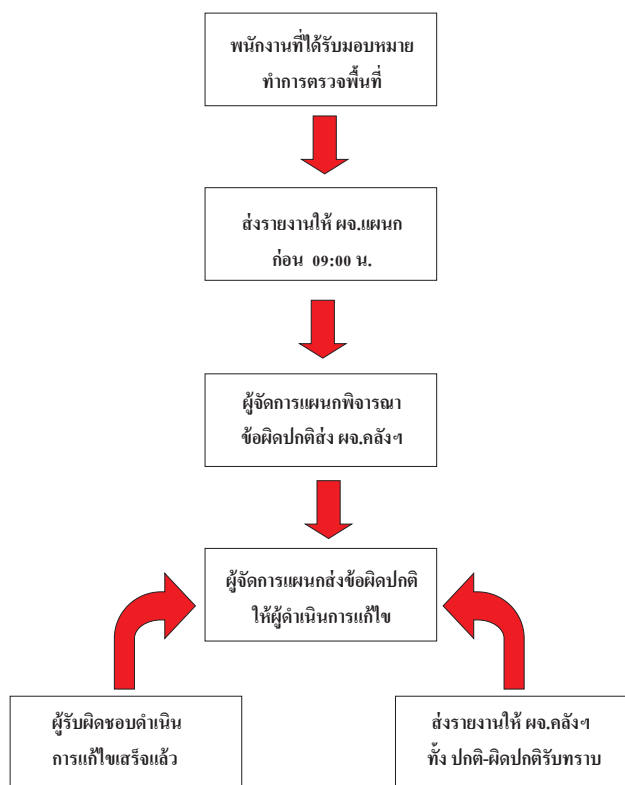 พนักงานที่ได้รับมอบหมาย
ทำการตรวจพื้นที่
ส่งรายงานให้ ผจ.แผนก
ก่อน 09:00 น.
ผู้จัดการแผนกพิจารณา
ข้อผิดปกติส่ง ผจ.คลังฯ
ผู้จัดการแผนกส่งข้อผิดปกติ
ให้ผู้ดำเนินการแก้ไข
ผู้รับผิดชอบดำเนิน
การแก้ไขเสร็จแล้ว
ส่งรายงานให้ ผจ.คลังฯ
ทั้ง ปกติ-ผิดปกติรับทราบ